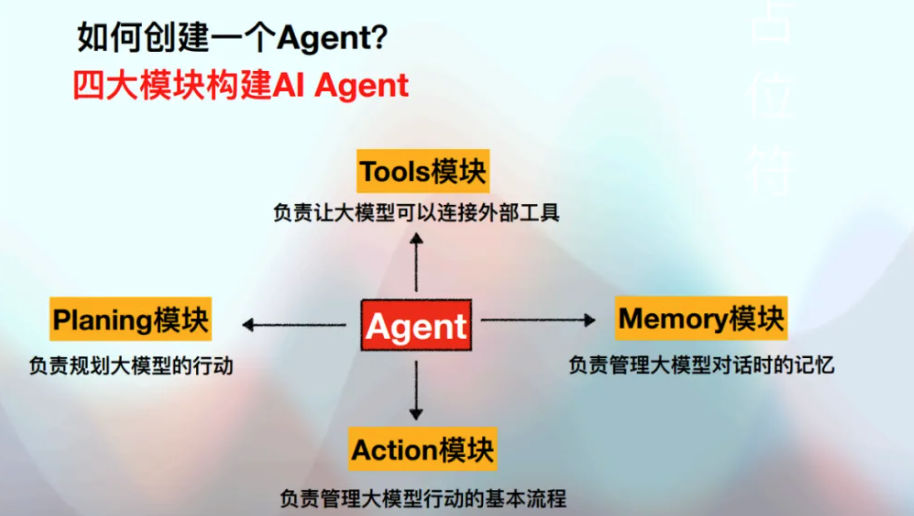 如何创建一个Agent?
四大模块构建AI Agent
占位符
Tools模块
负责让大模型可以连接外部工具
Planing模块
负责规划大模型的行动
Agent
Memory模块
负责管理大模型对话时的记忆
Action模块
负责管理大模型行动的基本流程